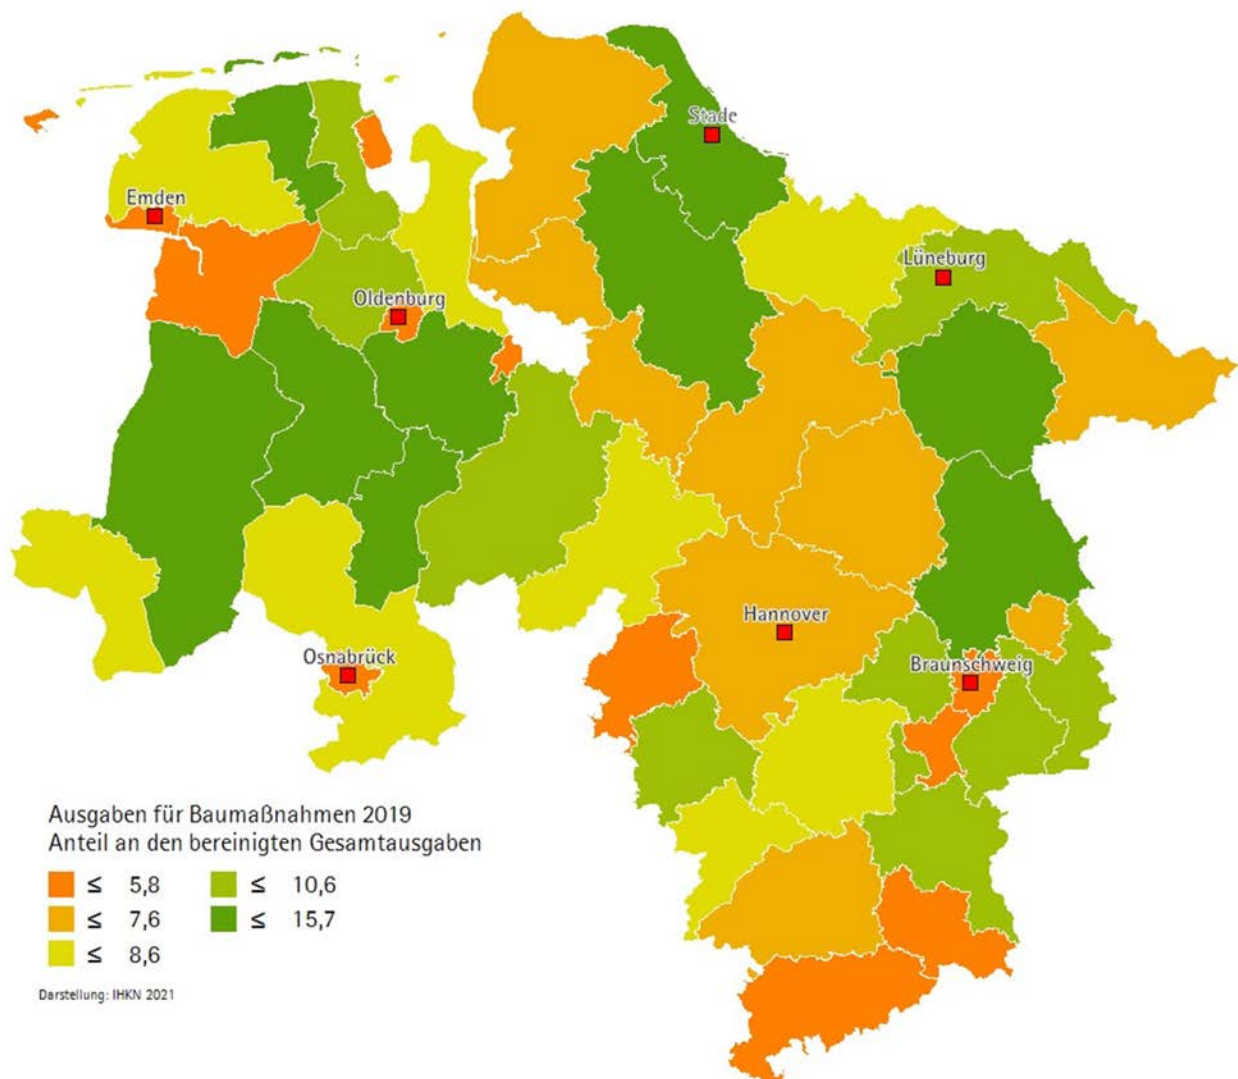 Stade
Emden
Lüneburg
Oldenburg
Hannover
Osnabrück
Braunschweig
Ausgaben für Baumaßnahmen 2019
Anteil an den bereinigten Gesamtausgaben
≤ 5,8 ≤ 10,6
≤ 7,6 ≤ 15,7
≤ 8,6
Darstellung: IHKN 2021